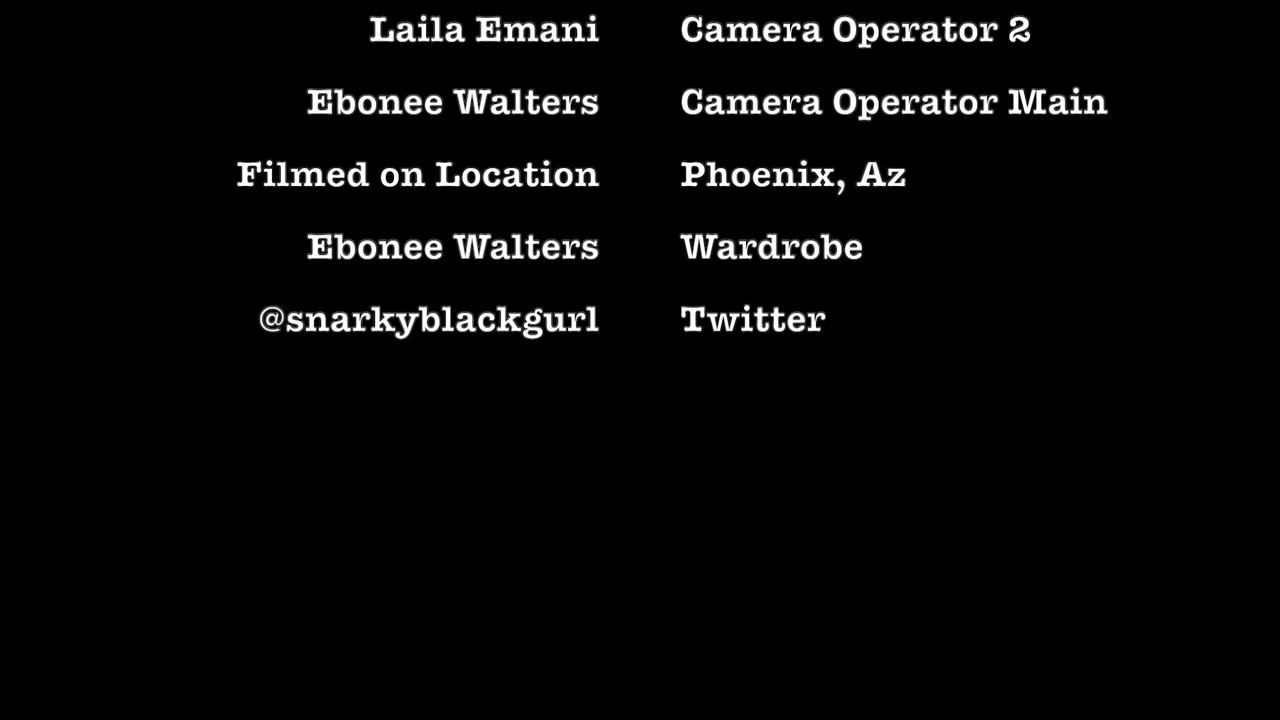 Laila Emani Camera Operator 2
Ebonee Walters Camera Operator Main
Filmed on Location Phoenix, Az
Ebonee Walters Wardrobe
@snarkyblackgurl Twitter